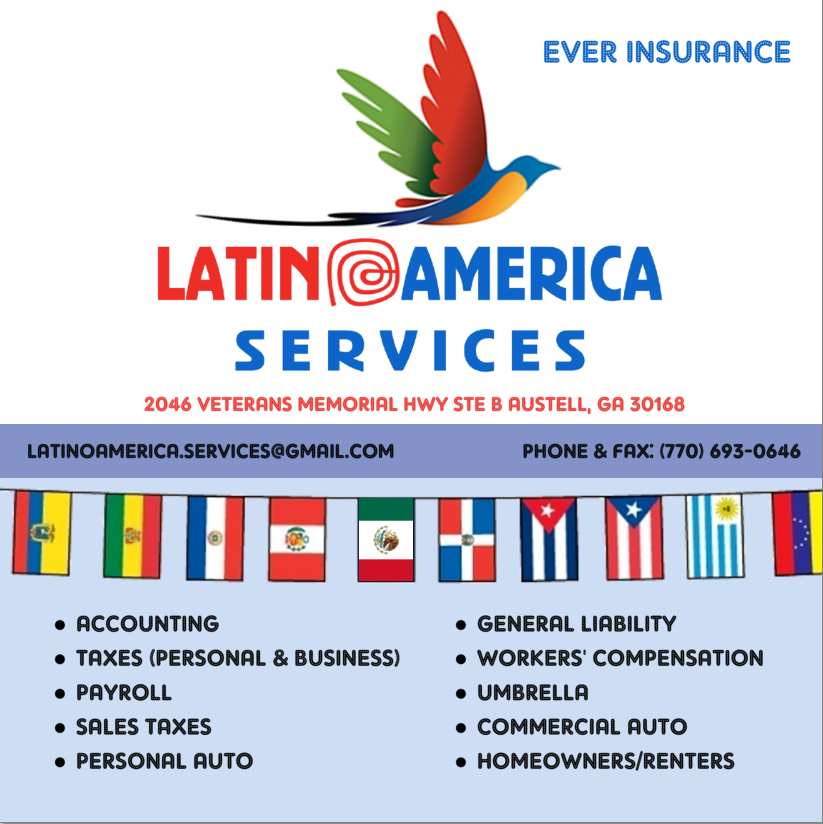 EVER INSURANCE
LATIN AMERICA
SERVICES
2046 VETERANS MEMORIAL HWY STE B AUSTELL, GA 30168
LATINOAMERICA.SERVICES@GMAIL.COM
PHONE & FAX: (770) 693-0646
• ACCOUNTING
• TAXES (PERSONAL & BUSINESS)
• PAYROLL
• SALES TAXES
• PERSONAL AUTO
• GENERAL LIABILITY
• WORKERS' COMPENSATION
• UMBRELLA
• COMMERCIAL AUTO
• HOMEOWNERS/RENTERS